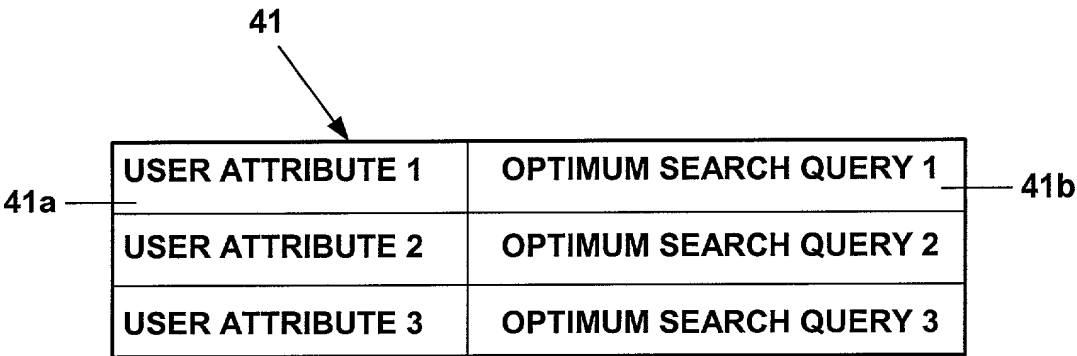 41
USER ATTRIBUTE 1 OPTIMUM SEARCH QUERY 1
41a 41b
USER ATTRIBUTE 2 OPTIMUM SEARCH QUERY 2
USER ATTRIBUTE 3 OPTIMUM SEARCH QUERY 3